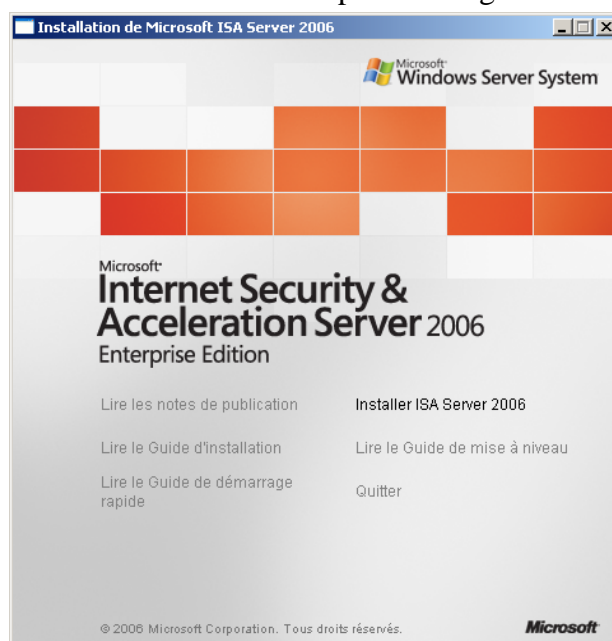 Installation de Microsoft ISA Server 2006
Microsoft
Windows Server System
Microsoft
Internet Security &
Acceleration Server 2006
Enterprise Edition
Lire les notes de publication
Installer ISA Server 2006
Lire le Guide d'installation
Lire le Guide de mise à niveau
Lire le Guide de démarrage
rapide
Quitter
© 2006 Microsoft Corporation. Tous droits réservés.
Microsoft